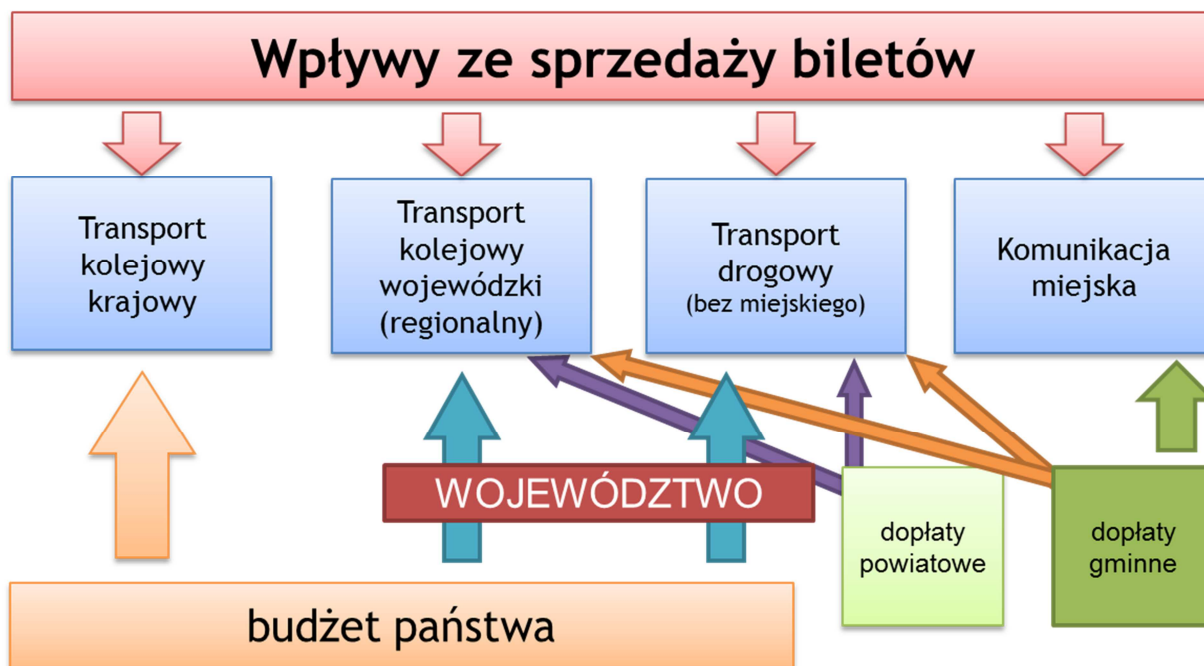 Wpływy ze sprzedaży biletów
Transport
kolejowy
krajowy
Transport
kolejowy
wojewódzki
(regionalny)
Transport
drogowy
(bez miejskiego)
Komunikacja
miejska
WOJEWÓDZTWO
dopłaty
powiatowe
dopłaty
gminne
budżet państwa